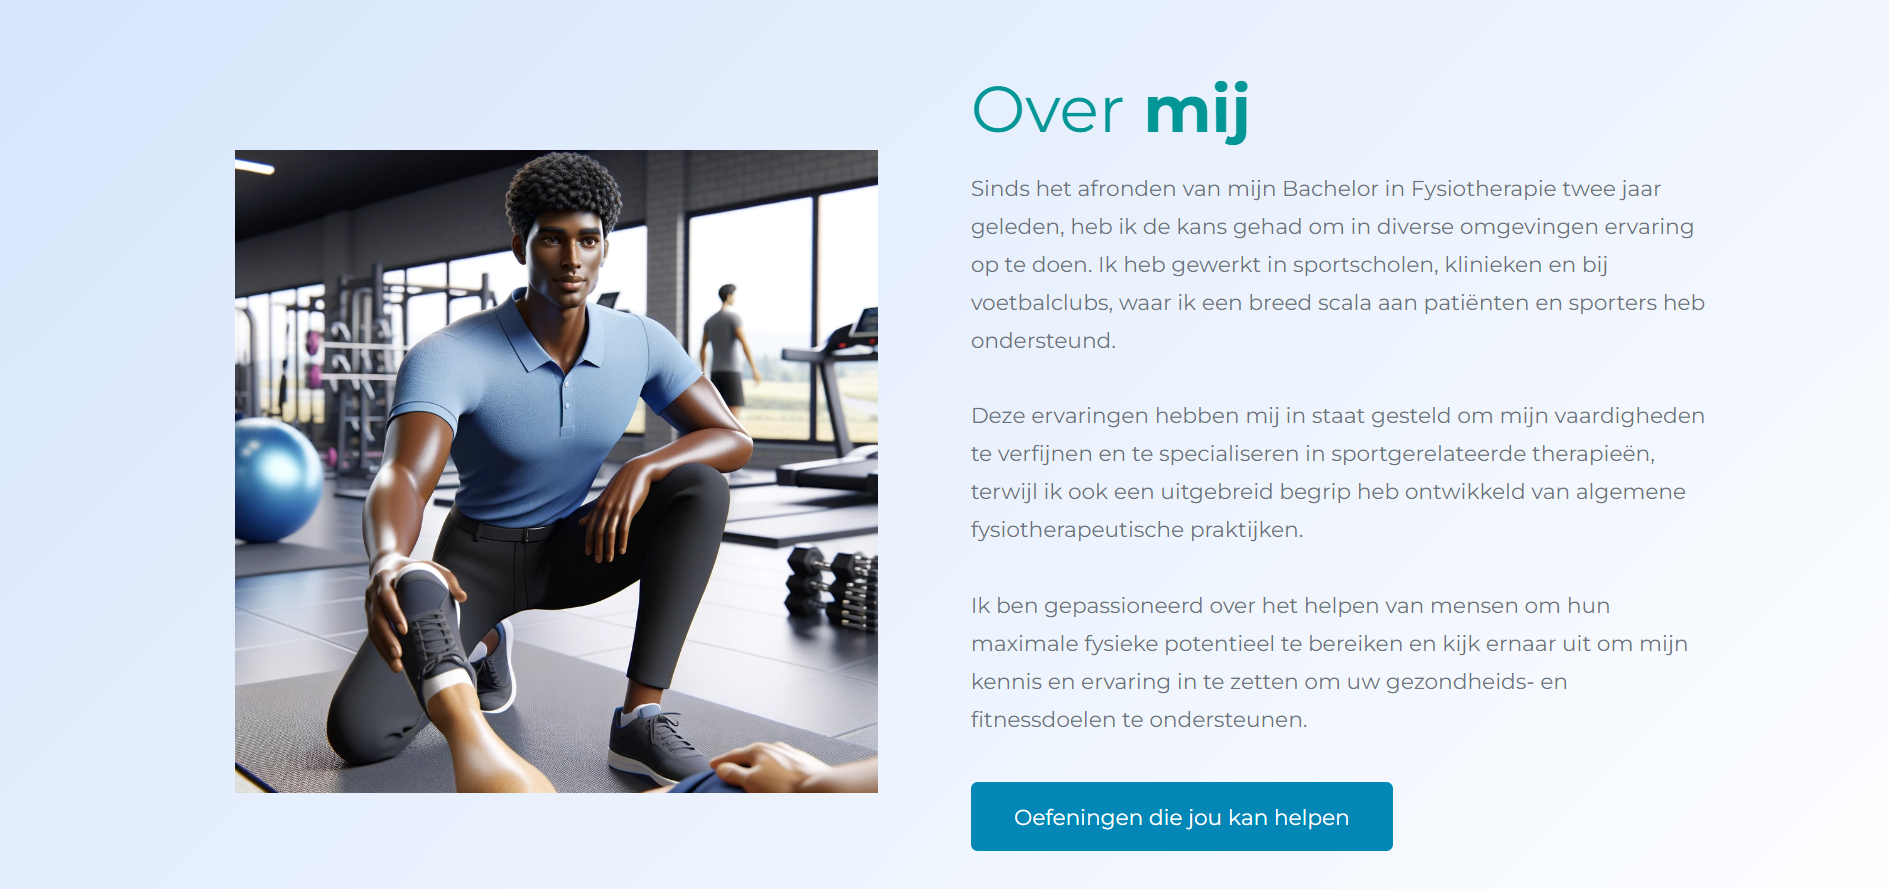 Over mij
Sinds het afronden van mijn Bachelor in Fysiotherapie twee jaar
geleden, heb ik de kans gehad om in diverse omgevingen ervaring
op te doen. Ik heb gewerkt in sportscholen, klinieken en bij
voetbalclubs, waar ik een breed scala aan patiënten en sporters heb
ondersteund.
Deze ervaringen hebben mij in staat gesteld om mijn vaardigheden
te verfijnen en te specialiseren in sportgerelateerde therapieën,
terwijl ik ook een uitgebreid begrip heb ontwikkeld van algemene
fysiotherapeutische praktijken.
Ik ben gepassioneerd over het helpen van mensen om hun
maximale fysieke potentieel te bereiken en kijk ernaar uit om mijn
kennis en ervaring in te zetten om uw gezondheids- en
fitnessdoelen te ondersteunen.
Oefeningen die jou kan helpen